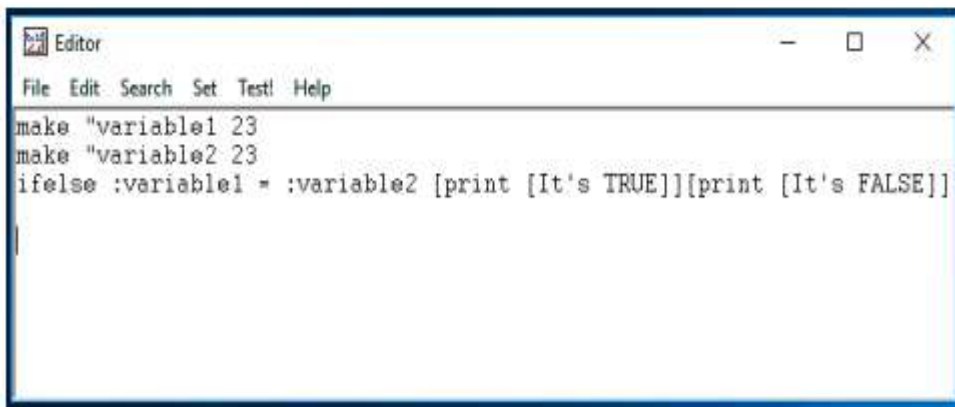 Editor
File Edit Search Set Test! Help
make "variable1 23
make "variable2 23
ifelse :variable1 = :variable2 [print [It's TRUE]][print [It's FALSE]]